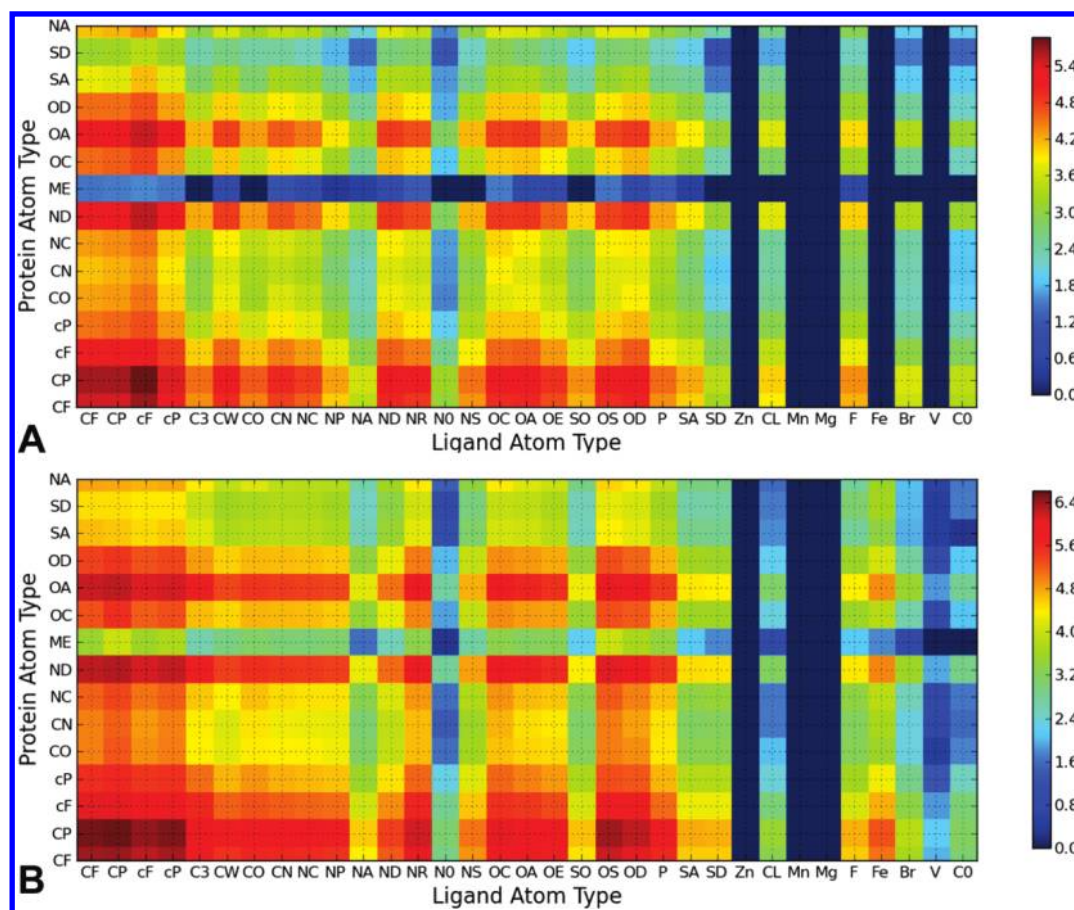 NA
SD
SA
OD
OA
OC
ME
ND
NC
CN
CO
cP
cF
CP
CF
Protein Atom Type
CF CP cF cP C3 CW CO CN NC NP NA ND NR N0 NS OC OA OE SO OS OD P SA SD Zn CL Mn Mg F Fe Br V C0
Ligand Atom Type
A
5.4
4.8
4.2
3.6
3.0
2.4
1.8
1.2
0.6
0.0
NA
SD
SA
OD
OA
OC
ME
ND
NC
CN
CO
cP
cF
CP
CF
Protein Atom Type
CF CP cF cP C3 CW CO CN NC NP NA ND NR N0 NS OC OA OE SO OS OD P SA SD Zn CL Mn Mg F Fe Br V C0
Ligand Atom Type
B
6.4
5.6
4.8
4.0
3.2
2.4
1.6
0.8
0.0